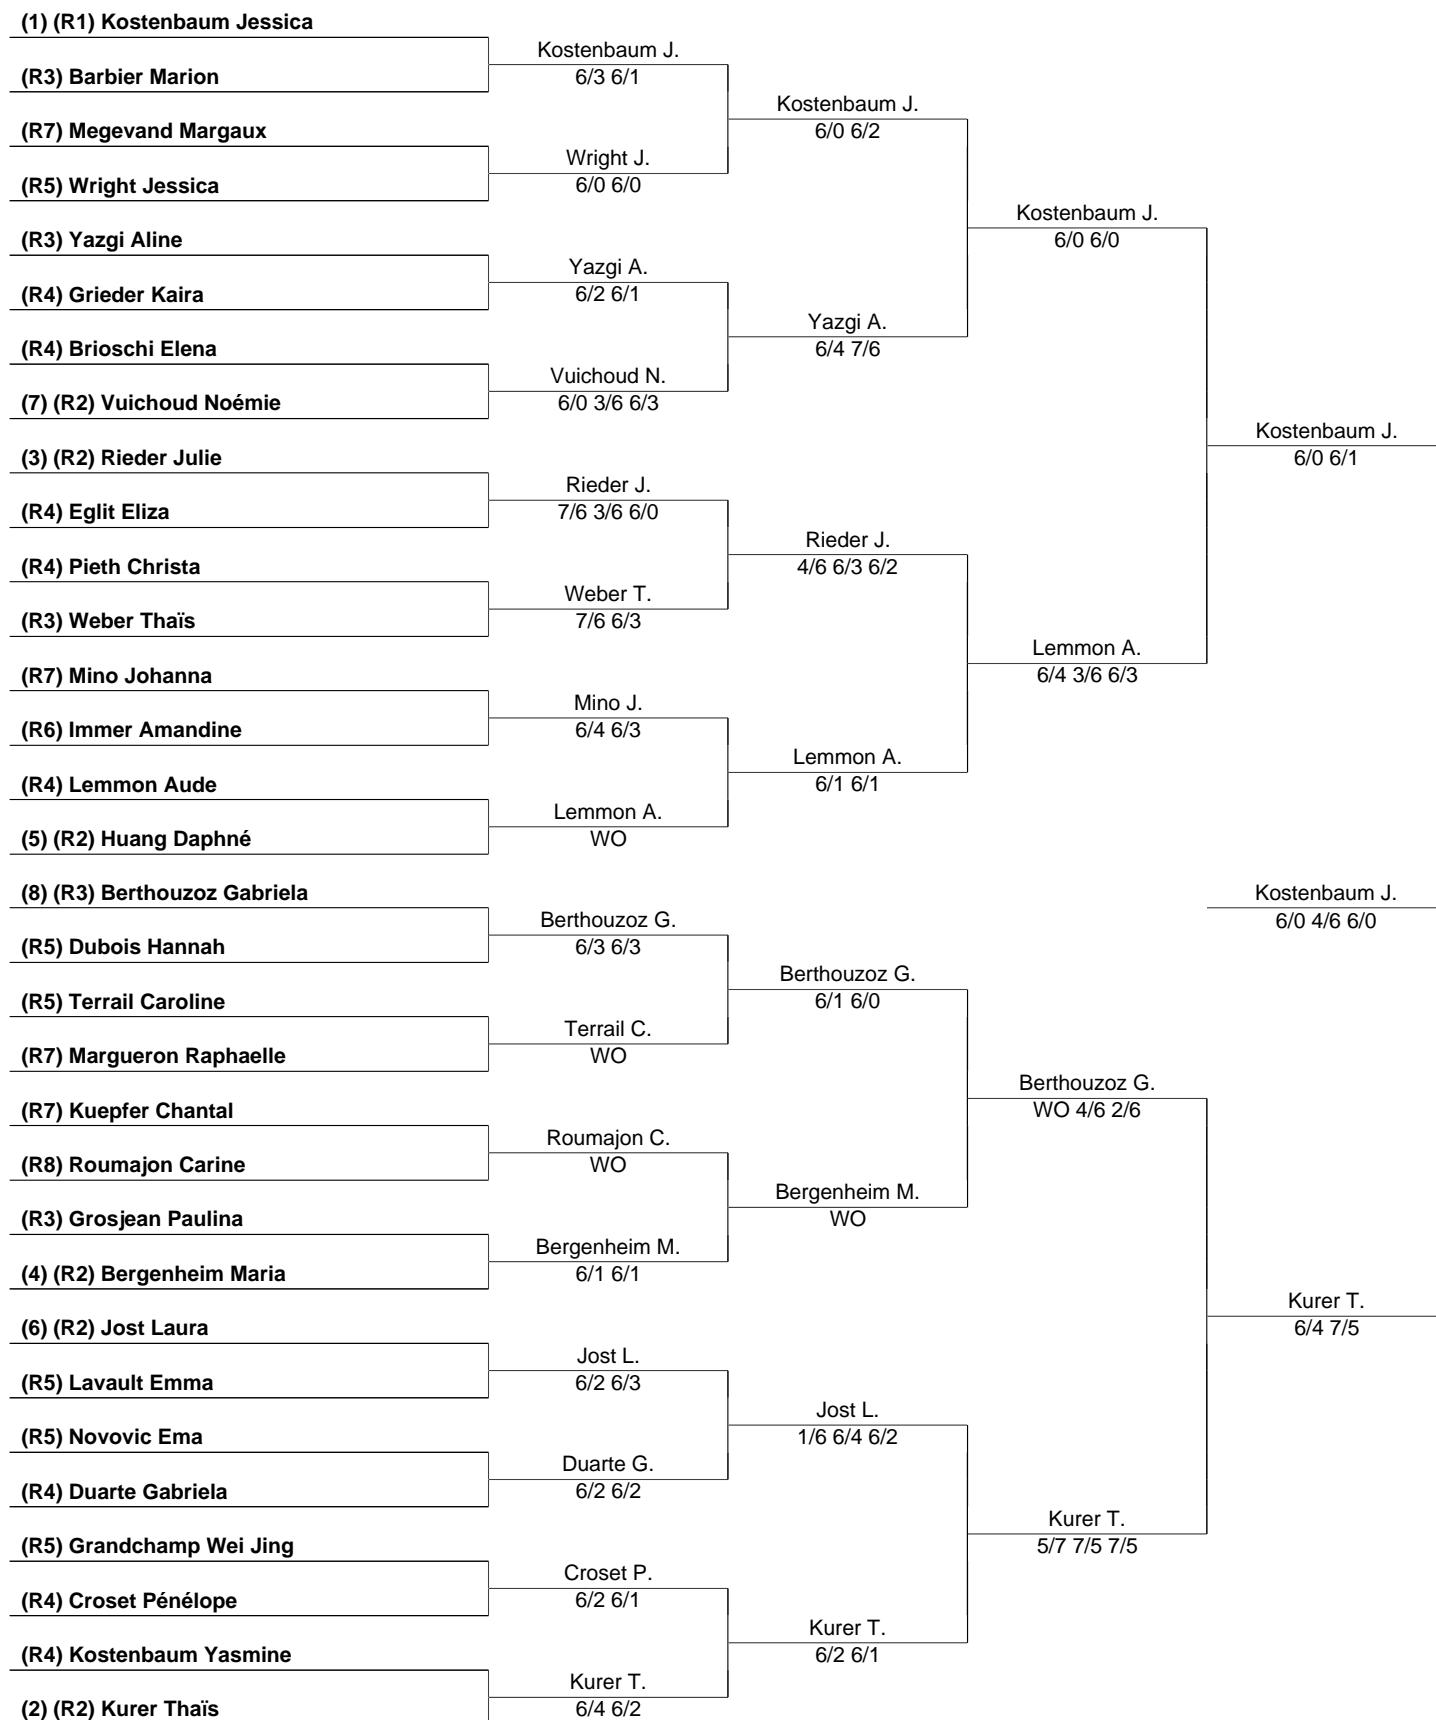 (1) (R1) Kostenbaum Jessica
(R3) Barbier Marion
(R7) Megevand Margaux
(R5) Wright Jessica
(R3) Yazgi Aline
(R4) Grieder Kaira
(R4) Brioschi Elena
(7) (R2) Vuichoud Noémie
(3) (R2) Rieder Julie
(R4) Eglit Eliza
(R4) Pieth Christa
(R3) Weber Thaïs
(R7) Mino Johanna
(R6) Immer Amandine
(R4) Lemmon Aude
(5) (R2) Huang Daphné
(8) (R3) Berthouzoz Gabriela
(R5) Dubois Hannah
(R5) Terrail Caroline
(R7) Margueron Raphaelle
(R7) Kuepfer Chantal
(R8) Roumajon Carine
(R3) Grosjean Paulina
(4) (R2) Bergenheim Maria
(6) (R2) Jost Laura
(R5) Lavault Emma
(R5) Novovic Ema
(R4) Duarte Gabriela
(R5) Grandchamp Wei Jing
(R4) Croset Pénélope
(R4) Kostenbaum Yasmine
(2) (R2) Kurer Thaïs
Kostenbaum J.
6/3 6/1
Wright J.
6/0 6/0
Yazgi A.
6/2 6/1
Vuichoud N.
6/0 3/6 6/3
Rieder J.
7/6 3/6 6/0
Weber T.
7/6 6/3
Mino J.
6/4 6/3
Lemmon A.
WO
Berthouzoz G.
6/3 6/3
Terrail C.
WO
Roumajon C.
WO
Bergenheim M.
6/1 6/1
Jost L.
6/2 6/3
Duarte G.
6/2 6/2
Croset P.
6/2 6/1
Kurer T.
6/4 6/2
Kostenbaum J.
6/0 6/2
Yazgi A.
6/4 7/6
Rieder J.
4/6 6/3 6/2
Lemmon A.
6/1 6/1
Berthouzoz G.
6/1 6/0
Bergenheim M.
WO
Jost L.
1/6 6/4 6/2
Kurer T.
6/2 6/1
Kostenbaum J.
6/0 6/0
Lemmon A.
6/4 3/6 6/3
Berthouzoz G.
WO 4/6 2/6
Kurer T.
5/7 7/5 7/5
Kostenbaum J.
6/0 6/1
Kostenbaum J.
6/0 4/6 6/0
Kurer T.
6/4 7/5